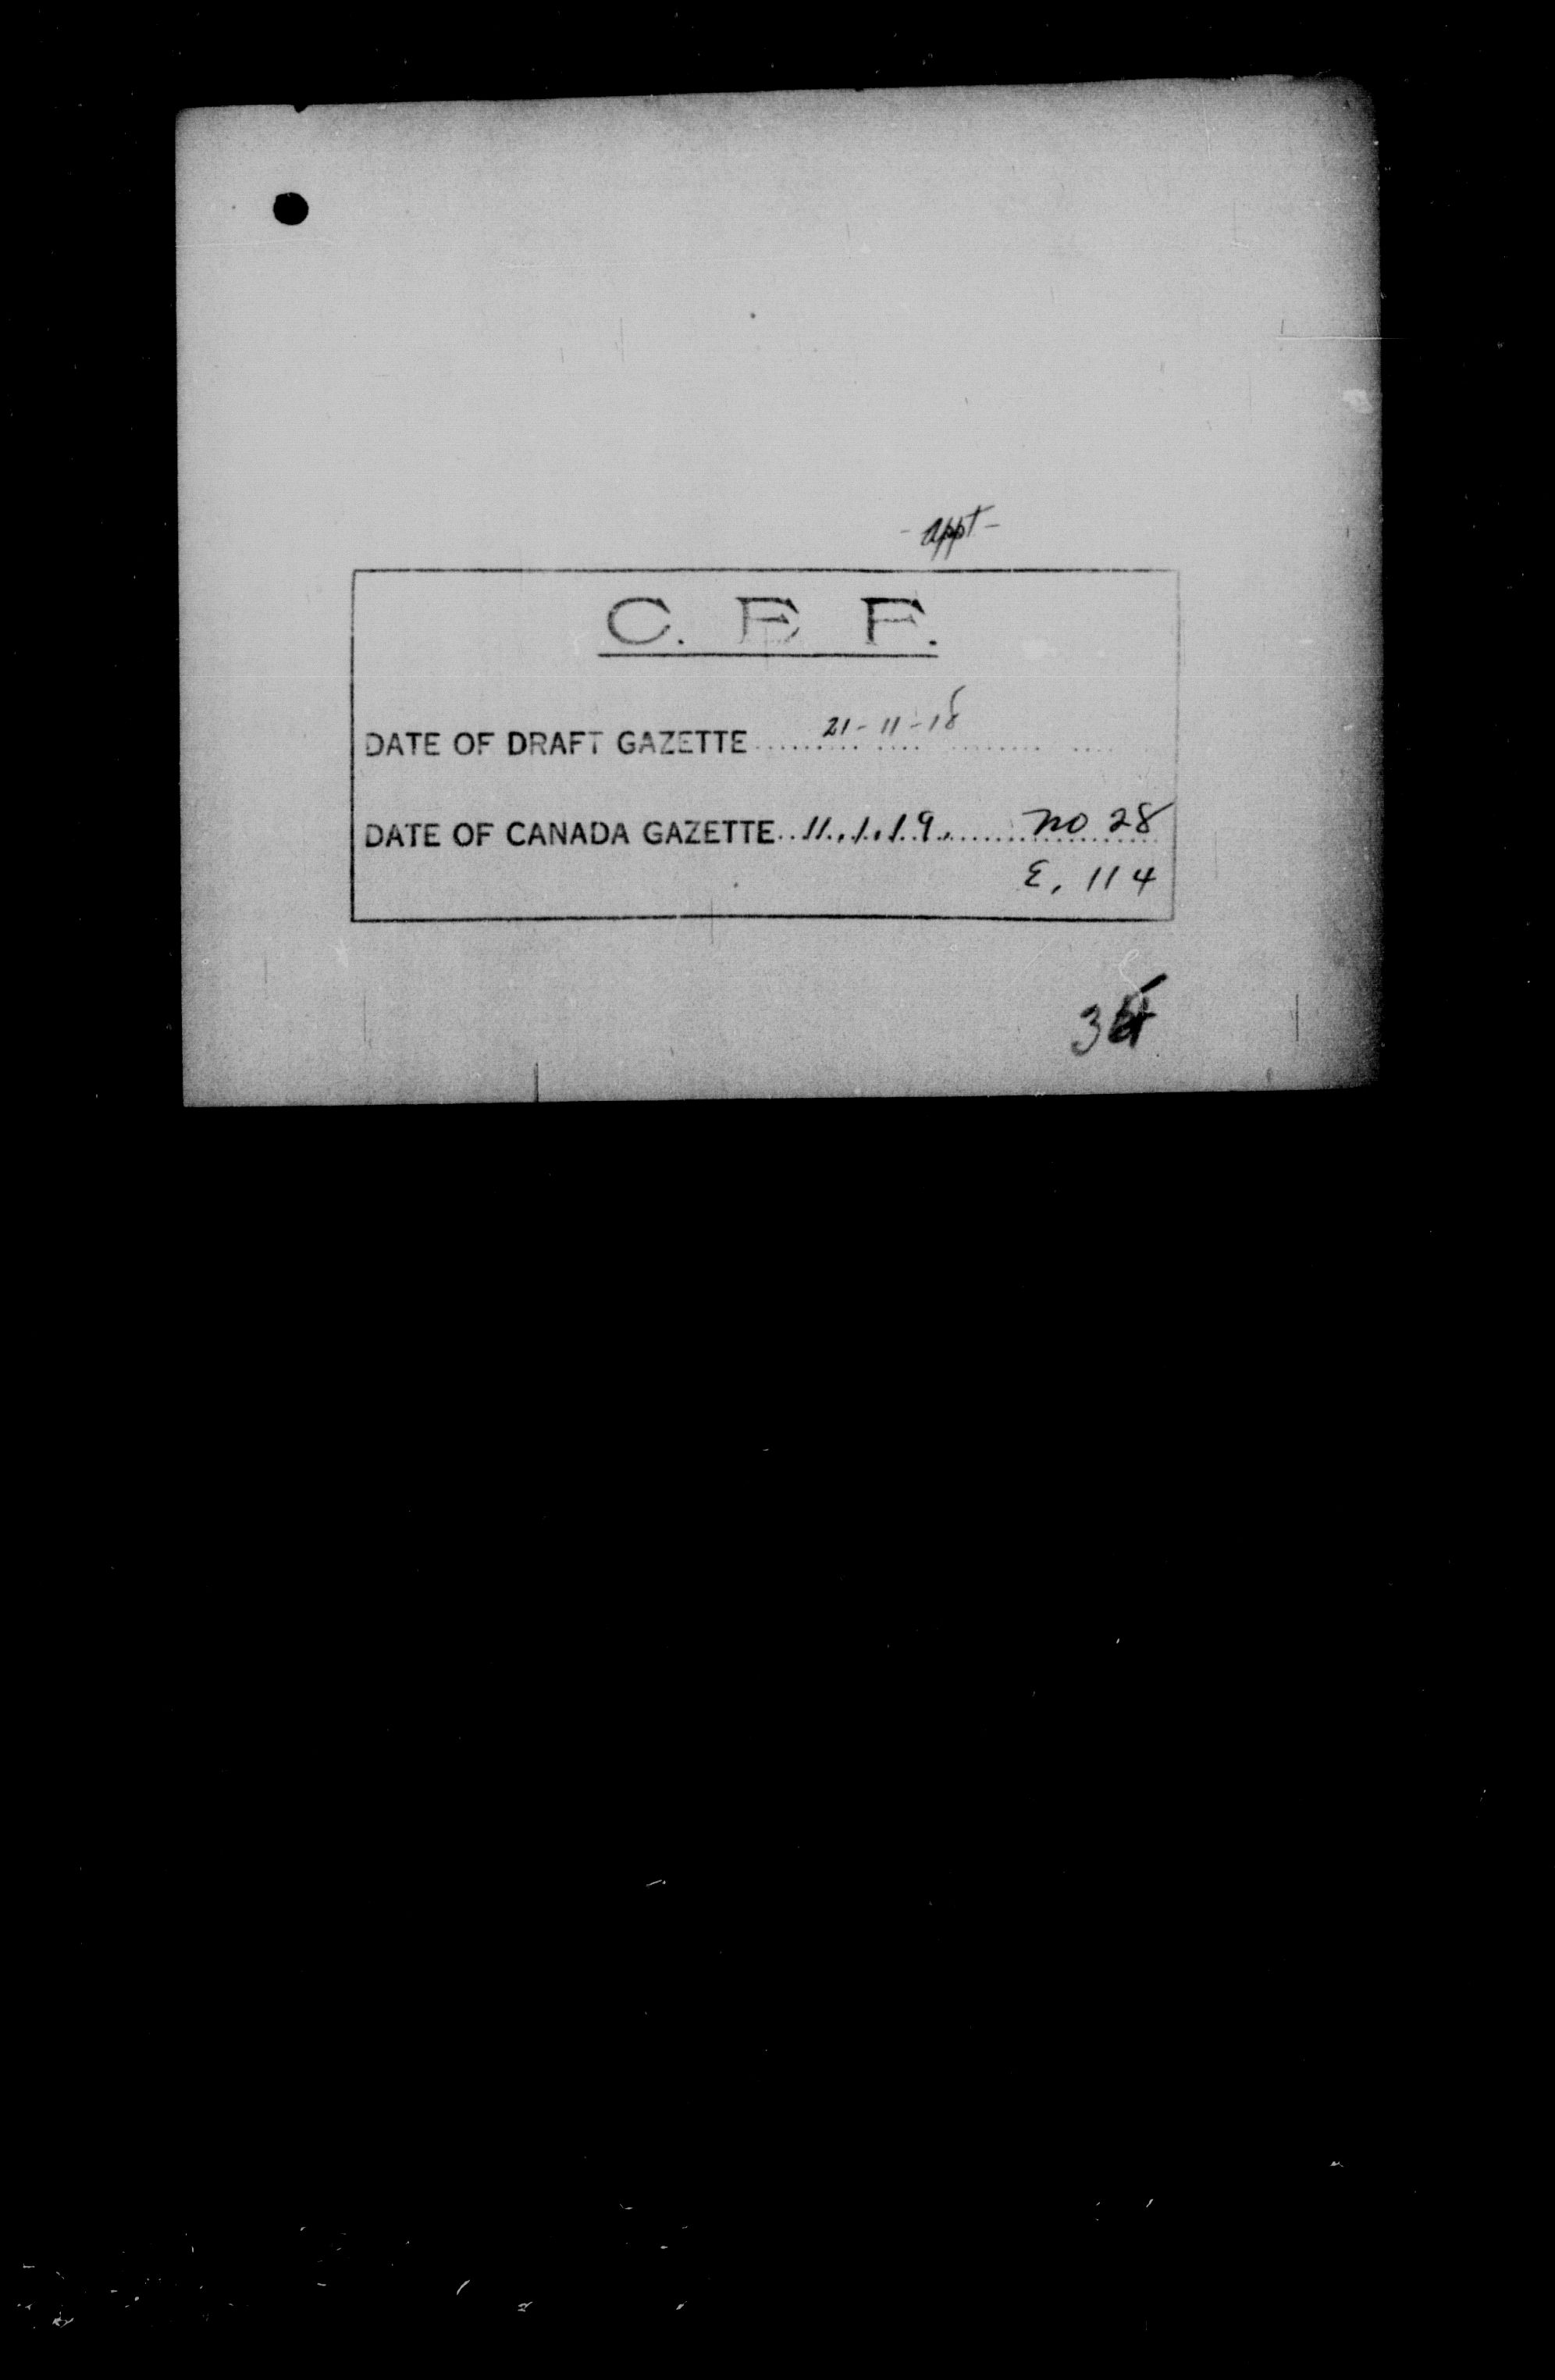 - appt -
C. E. F.
DATE OF DRAFT GAZETTE 21-11-18
DATE OF CANADA GAZETTE 11.1.19. no 28
E. 114